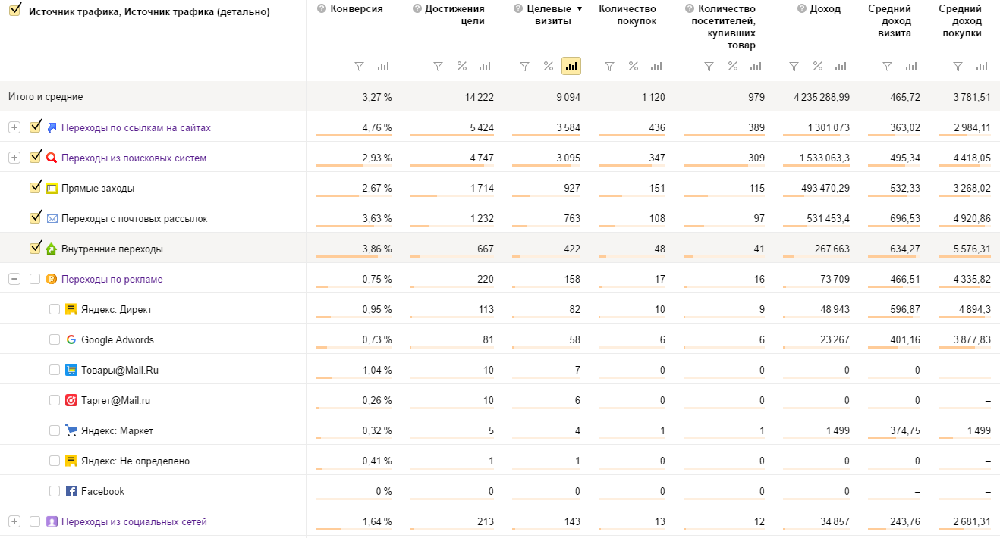 Источник трафика, Источник трафика (детально)
? Конверсия
? Достижения
цели
? Целевые ▼
визиты
Количество
покупок
? Количество
посетителей,
купивших
товар
? Доход
Средний
доход
визита
Средний
доход
покупки
% % % % %
Итого и средние 3,27 % 14 222 9 094 1 120 979 4 235 288,99 465,72 3 781,51
Переходы по ссылкам на сайтах 4,76 % 5 424 3 584 436 389 1 301 073 363,02 2 984,11
Переходы из поисковых систем 2,93 % 4 747 3 095 347 309 1 533 063,3 495,34 4 418,05
Прямые заходы 2,67 % 1 714 927 151 115 493 470,29 532,33 3 268,02
Переходы с почтовых рассылок 3,63 % 1 232 763 108 97 531 453,4 696,53 4 920,86
Внутренние переходы 3,86 % 667 422 48 41 267 663 634,27 5 576,31
Переходы по рекламе 0,75 % 220 158 17 16 73 709 466,51 4 335,82
Яндекс: Директ 0,95 % 113 82 10 9 48 943 596,87 4 894,3
Google Adwords 0,73 % 81 58 6 6 23 267 401,16 3 877,83
Товары@Mail.Ru 1,04 % 10 7 0 0 0 0 –
Таргет@Mail.ru 0,26 % 10 6 0 0 0 0 –
Яндекс: Маркет 0,32 % 5 4 1 1 1 499 374,75 1 499
Яндекс: Не определено 0,41 % 1 1 0 0 0 0 –
Facebook 0 % 0 0 0 0 0 – –
Переходы из социальных сетей 1,64 % 213 143 13 12 34 857 243,76 2 681,31